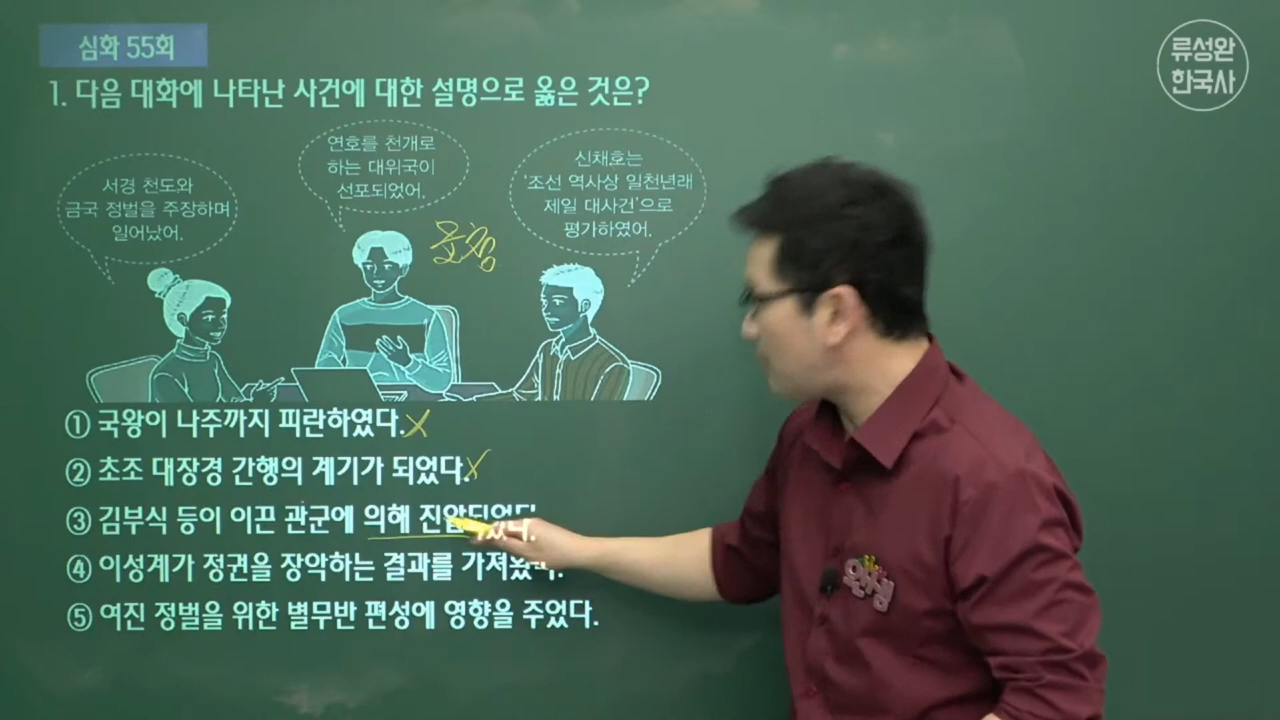 심화 55회
류성완
한국사
1. 다음 대화에 나타난 사건에 대한 설명으로 옳은 것은?
서경 천도와
금국 정벌을 주장하며
일어났어.
연호를 천개로
하는 대위국이
선포되었어.
신채호는
'조선 역사상 일천년래
제일 대사건'으로
평가하였어.
묘청
① 국왕이 나주까지 피란하였다.
② 초조 대장경 간행의 계기가 되었다.
③ 김부식 등이 이끈 관군에 의해 진압되었다.
④ 이성계가 정권을 장악하는 결과를 가져왔다.
⑤ 여진 정벌을 위한 별무반 편성에 영향을 주었다.